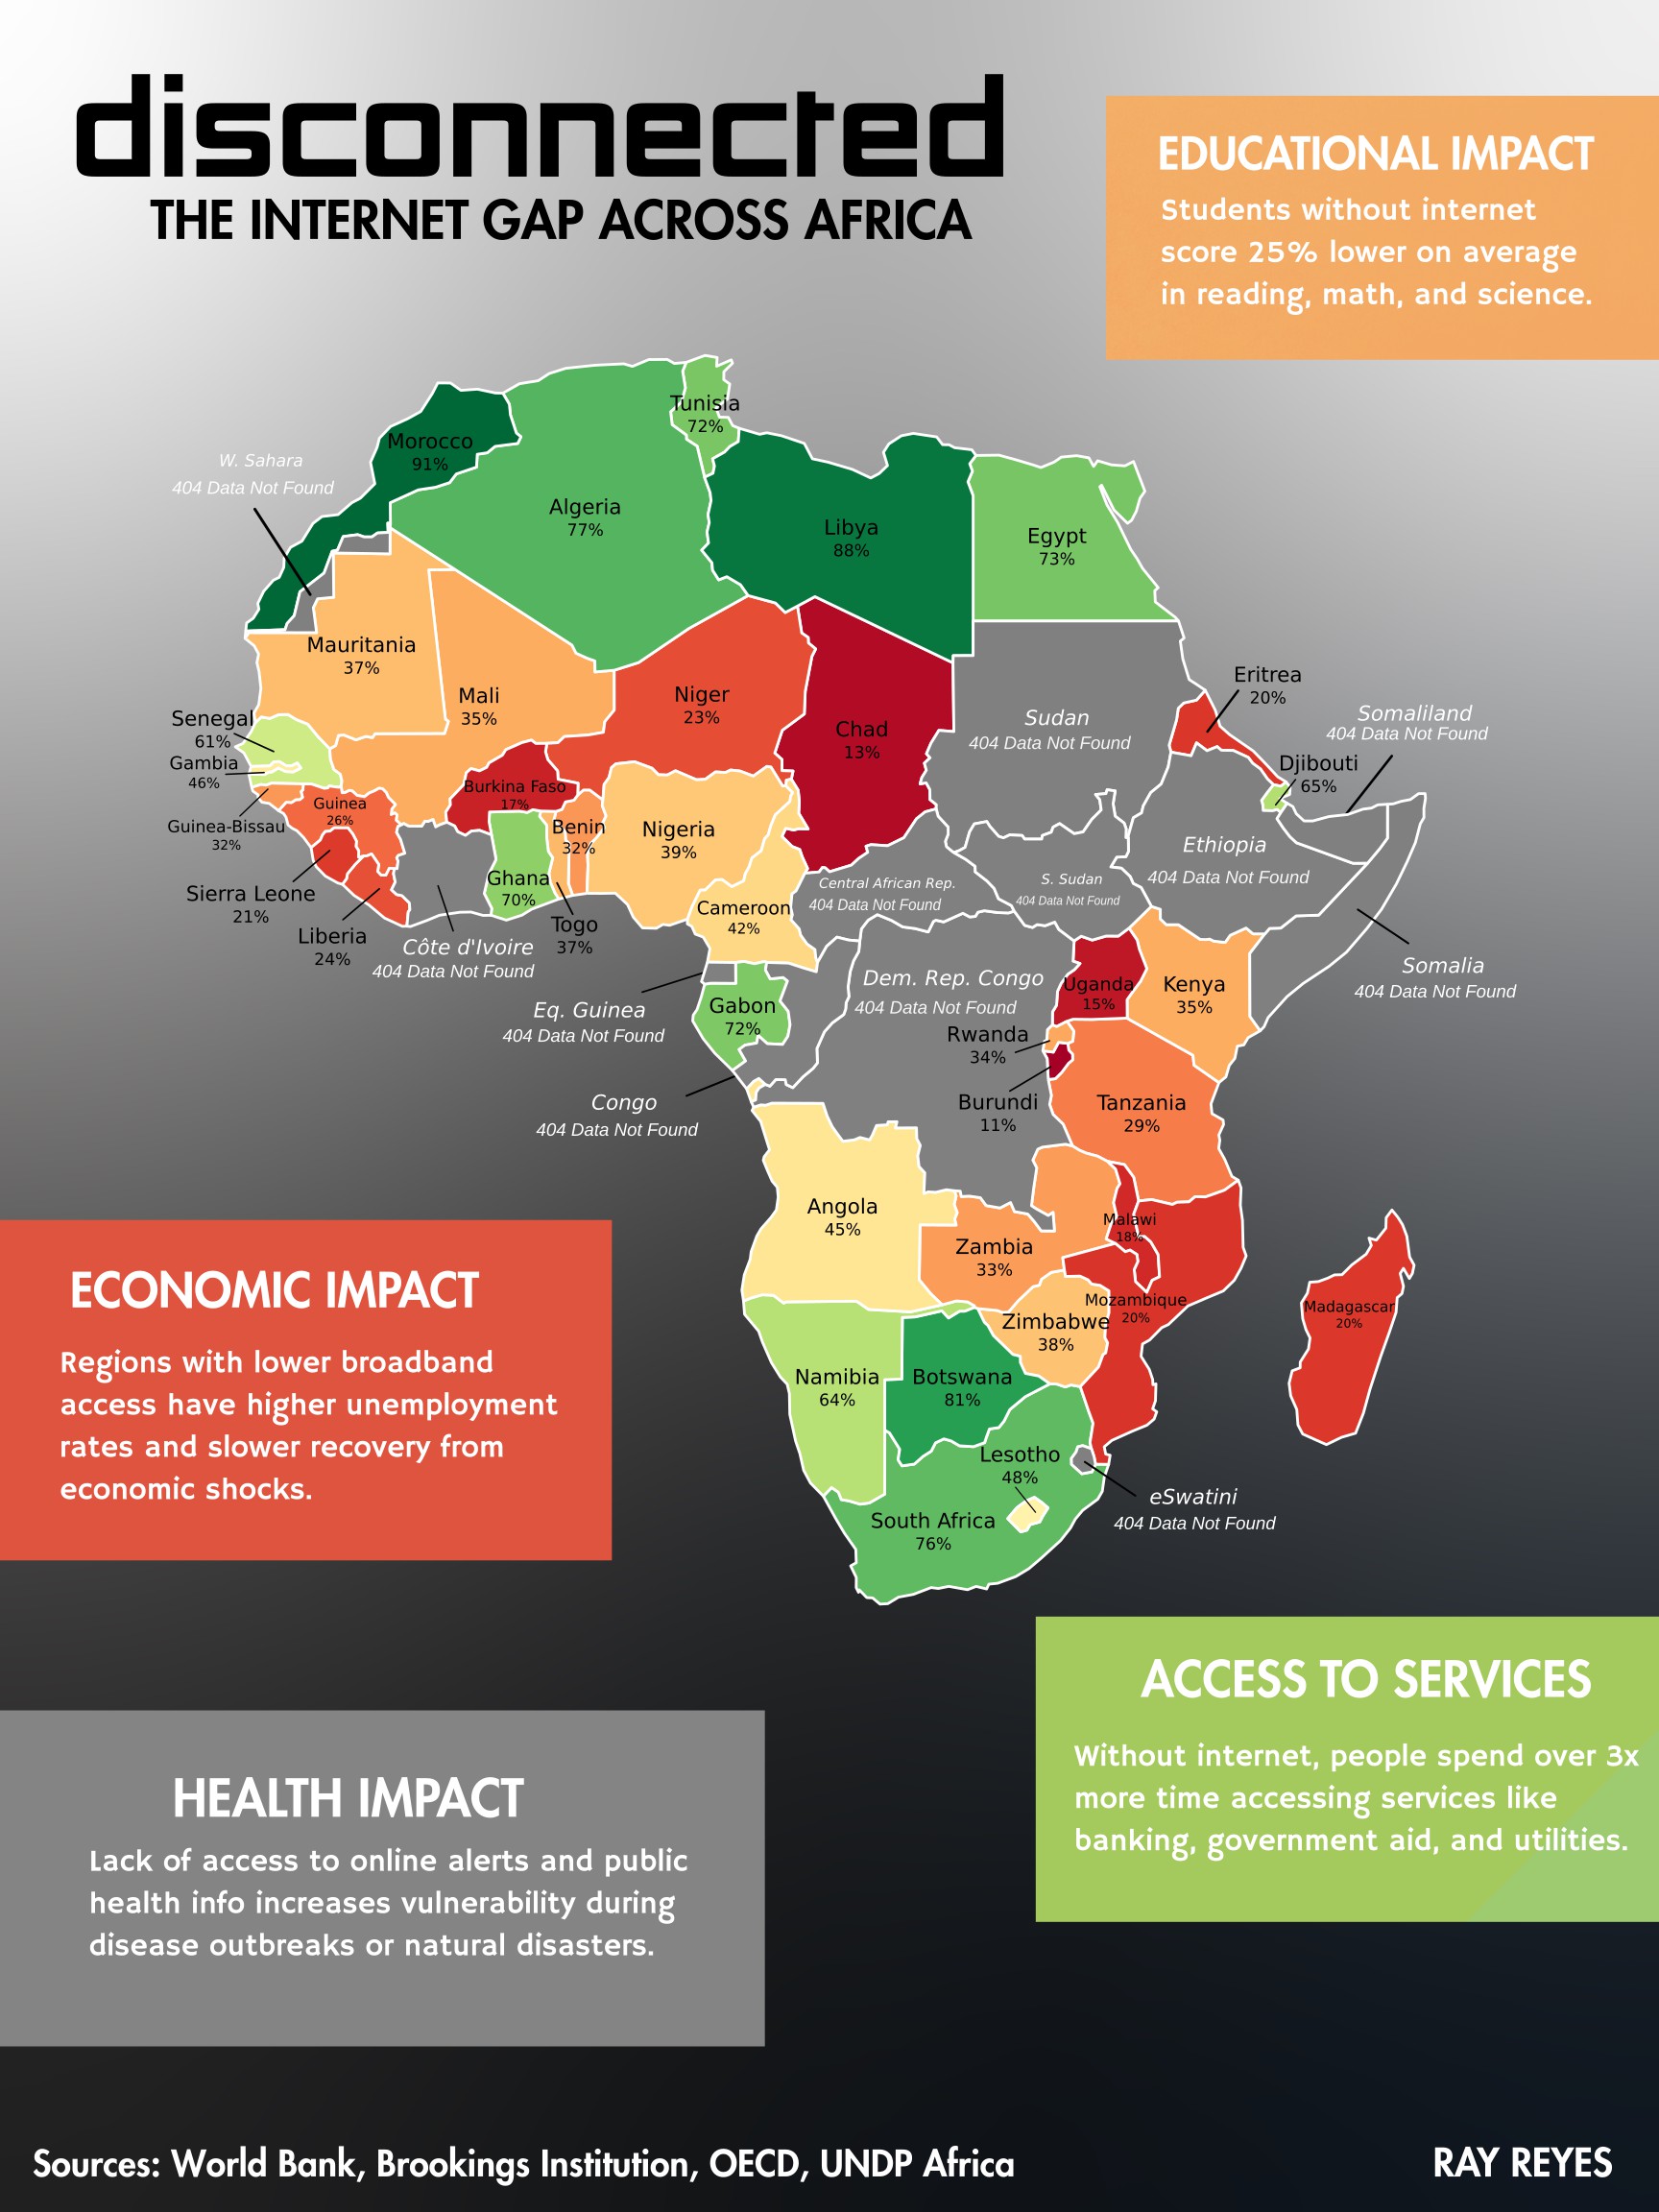 disconnected
THE INTERNET GAP ACROSS AFRICA
EDUCATIONAL IMPACT
Students without internet
score 25% lower on average
in reading, math, and science.
Tunisia
72%
Morocco
91%
W. Sahara
404 Data Not Found
Algeria
77%
Libya
88%
Egypt
73%
Mauritania
37%
Mali
35%
Niger
23%
Chad
13%
Sudan
404 Data Not Found
Eritrea
20%
Somaliland
404 Data Not Found
Djibouti
65%
Senegal
61%
Gambia
46%
Guinea-Bissau
32%
Guinea
26%
Burkina Faso
17%
Benin
32%
Nigeria
39%
Ghana
70%
Togo
37%
Sierra Leone
21%
Liberia
24%
Côte d'Ivoire
404 Data Not Found
Cameroon
42%
Central African Rep.
404 Data Not Found
S. Sudan
404 Data Not Found
Ethiopia
404 Data Not Found
Somalia
404 Data Not Found
Eq. Guinea
404 Data Not Found
Gabon
72%
Dem. Rep. Congo
404 Data Not Found
Uganda
15%
Kenya
35%
Rwanda
34%
Burundi
11%
Tanzania
29%
Congo
404 Data Not Found
Angola
45%
Zambia
33%
Malawi
18%
Mozambique
20%
Zimbabwe
38%
Madagascar
20%
Namibia
64%
Botswana
81%
Lesotho
48%
South Africa
76%
eSwatini
404 Data Not Found
ECONOMIC IMPACT
Regions with lower broadband
access have higher unemployment
rates and slower recovery from
economic shocks.
ACCESS TO SERVICES
Without internet, people spend over 3x
more time accessing services like
banking, government aid, and utilities.
HEALTH IMPACT
Lack of access to online alerts and public
health info increases vulnerability during
disease outbreaks or natural disasters.
Sources: World Bank, Brookings Institution, OECD, UNDP Africa
RAY REYES